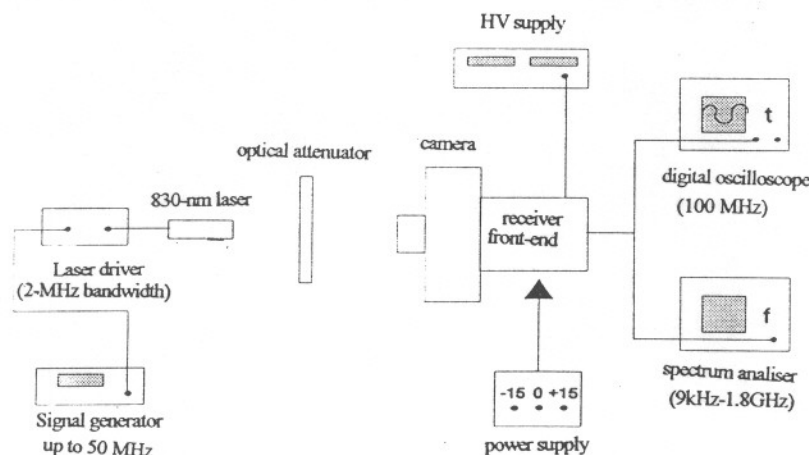 HV supply
optical attenuator
camera
t
digital oscilloscope
(100 MHz)
830-nm laser
receiver
front-end
Laser driver
(2-MHz bandwidth)
f
spectrum analiser
(9kHz-1.8GHz)
-15 0 +15
power supply
Signal generator
up to 50 MHz